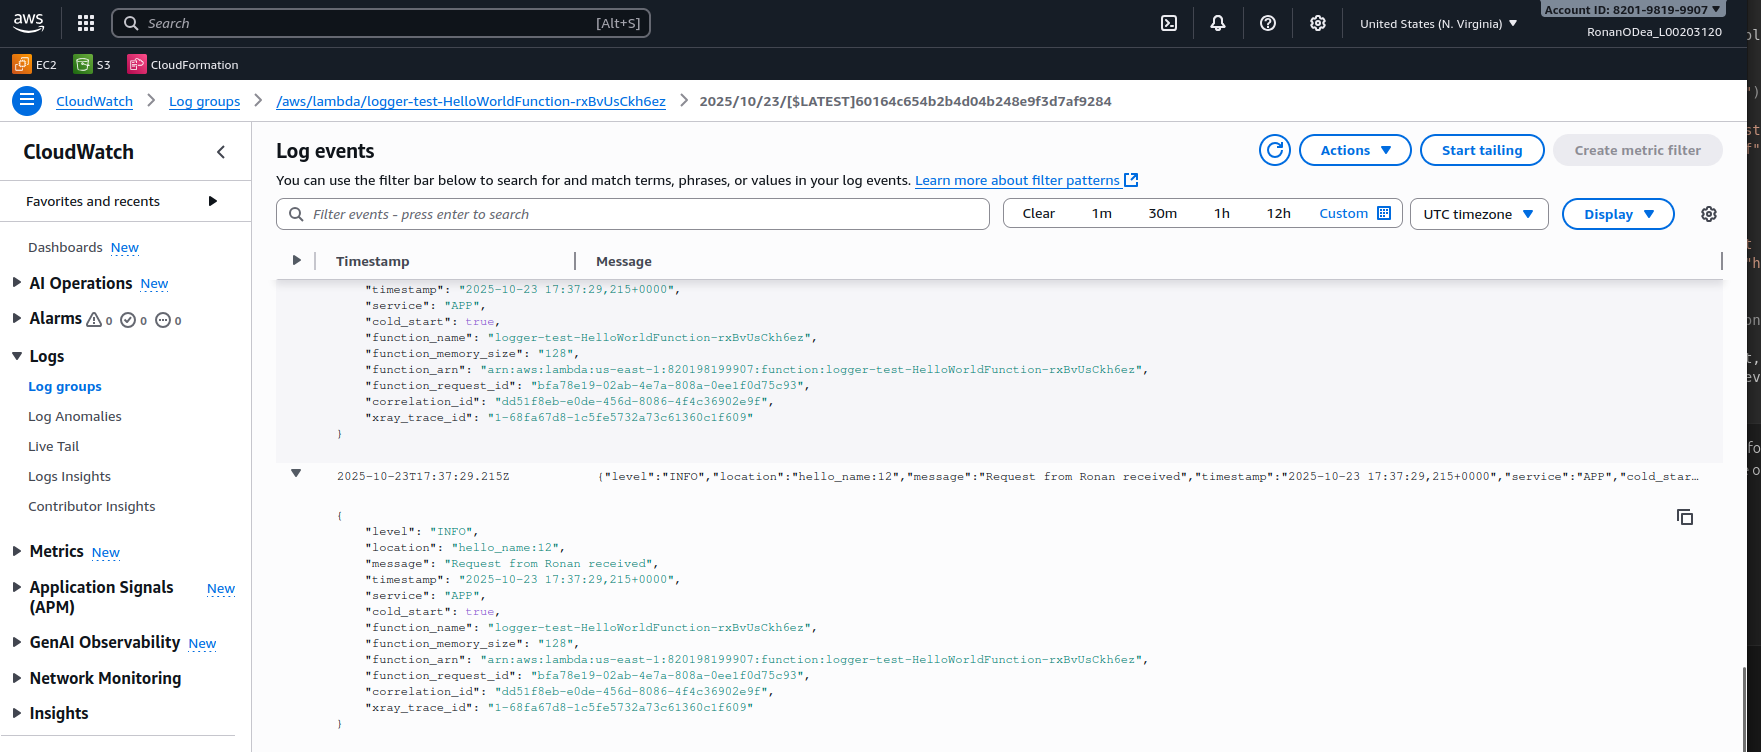 aws
Search [Alt+S]
United States (N. Virginia)
Account ID: 8201-9819-9907
RonanODea_L00203120
EC2 S3 CloudFormation
CloudWatch Log groups /aws/lambda/logger-test-HelloWorldFunction-rxBvUsCkh6ez 2025/10/23/[$LATEST]60164c654b2b4d04b248e9f3d7af9284
CloudWatch
Favorites and recents
Dashboards New
AI Operations New
Alarms 0 0 0
Logs
Log groups
Log Anomalies
Live Tail
Logs Insights
Contributor Insights
Metrics New
Application Signals (APM) New
GenAI Observability New
Network Monitoring
Insights
Log events
Actions Start tailing Create metric filter
You can use the filter bar below to search for and match terms, phrases, or values in your log events. Learn more about filter patterns
Filter events - press enter to search
Clear 1m 30m 1h 12h Custom UTC timezone Display
Timestamp Message
"timestamp": "2025-10-23 17:37:29,215+0000",
"service": "APP",
"cold_start": true,
"function_name": "logger-test-HelloWorldFunction-rxBvUsCkh6ez",
"function_memory_size": "128",
"function_arn": "arn:aws:lambda:us-east-1:820198199907:function:logger-test-HelloWorldFunction-rxBvUsCkh6ez",
"function_request_id": "bfa78e19-02ab-4e7a-808a-0ee1f0d75c93",
"correlation_id": "dd51f8eb-e0de-456d-8086-4f4c36902e9f",
"xray_trace_id": "1-68fa67d8-1c5fe5732a73c61360c1f609"
}
2025-10-23T17:37:29.215Z {"level":"INFO","location":"hello_name:12","message":"Request from Ronan received","timestamp":"2025-10-23 17:37:29,215+0000","service":"APP","cold_star…
{
"level": "INFO",
"location": "hello_name:12",
"message": "Request from Ronan received",
"timestamp": "2025-10-23 17:37:29,215+0000",
"service": "APP",
"cold_start": true,
"function_name": "logger-test-HelloWorldFunction-rxBvUsCkh6ez",
"function_memory_size": "128",
"function_arn": "arn:aws:lambda:us-east-1:820198199907:function:logger-test-HelloWorldFunction-rxBvUsCkh6ez",
"function_request_id": "bfa78e19-02ab-4e7a-808a-0ee1f0d75c93",
"correlation_id": "dd51f8eb-e0de-456d-8086-4f4c36902e9f",
"xray_trace_id": "1-68fa67d8-1c5fe5732a73c61360c1f609"
}